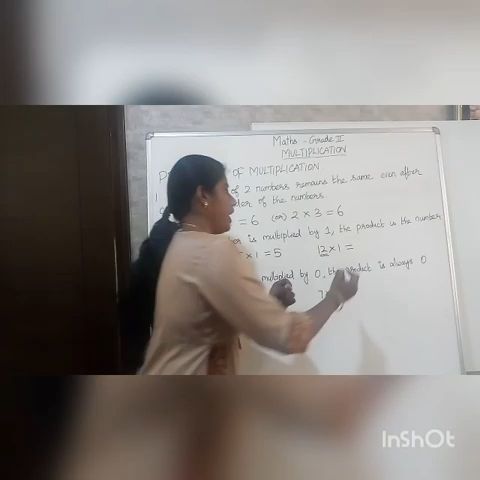 Maths - Grade II
MULTIPLICATION
OF MULTIPLICATION
1 of 2 numbers remains the same even after
of the numbers.
= 6 (or) 2 × 3 = 6
is multiplied by 1, the product is the number
× 1 = 5 12 × 1 =
multiplied by 0, the product is always 0
InShOt